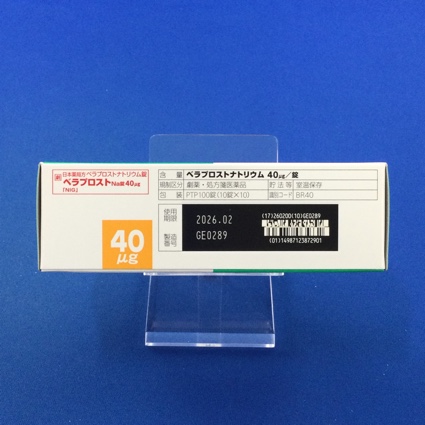 劇 日本薬局方 ベラプロストナトリウム錠
ベラプロストNa錠40μg
「NIG」
含量 ベラプロストナトリウム 40μg/錠
規制区分 劇薬・処方箋医薬品 貯法等 室温保存
包装 PTP100錠(10錠×10) 識別コード BR40
使用
期限 2026.02
製造
番号 GE0289
(17)260200(10)GE0289
(01)14987123872901
40
μg